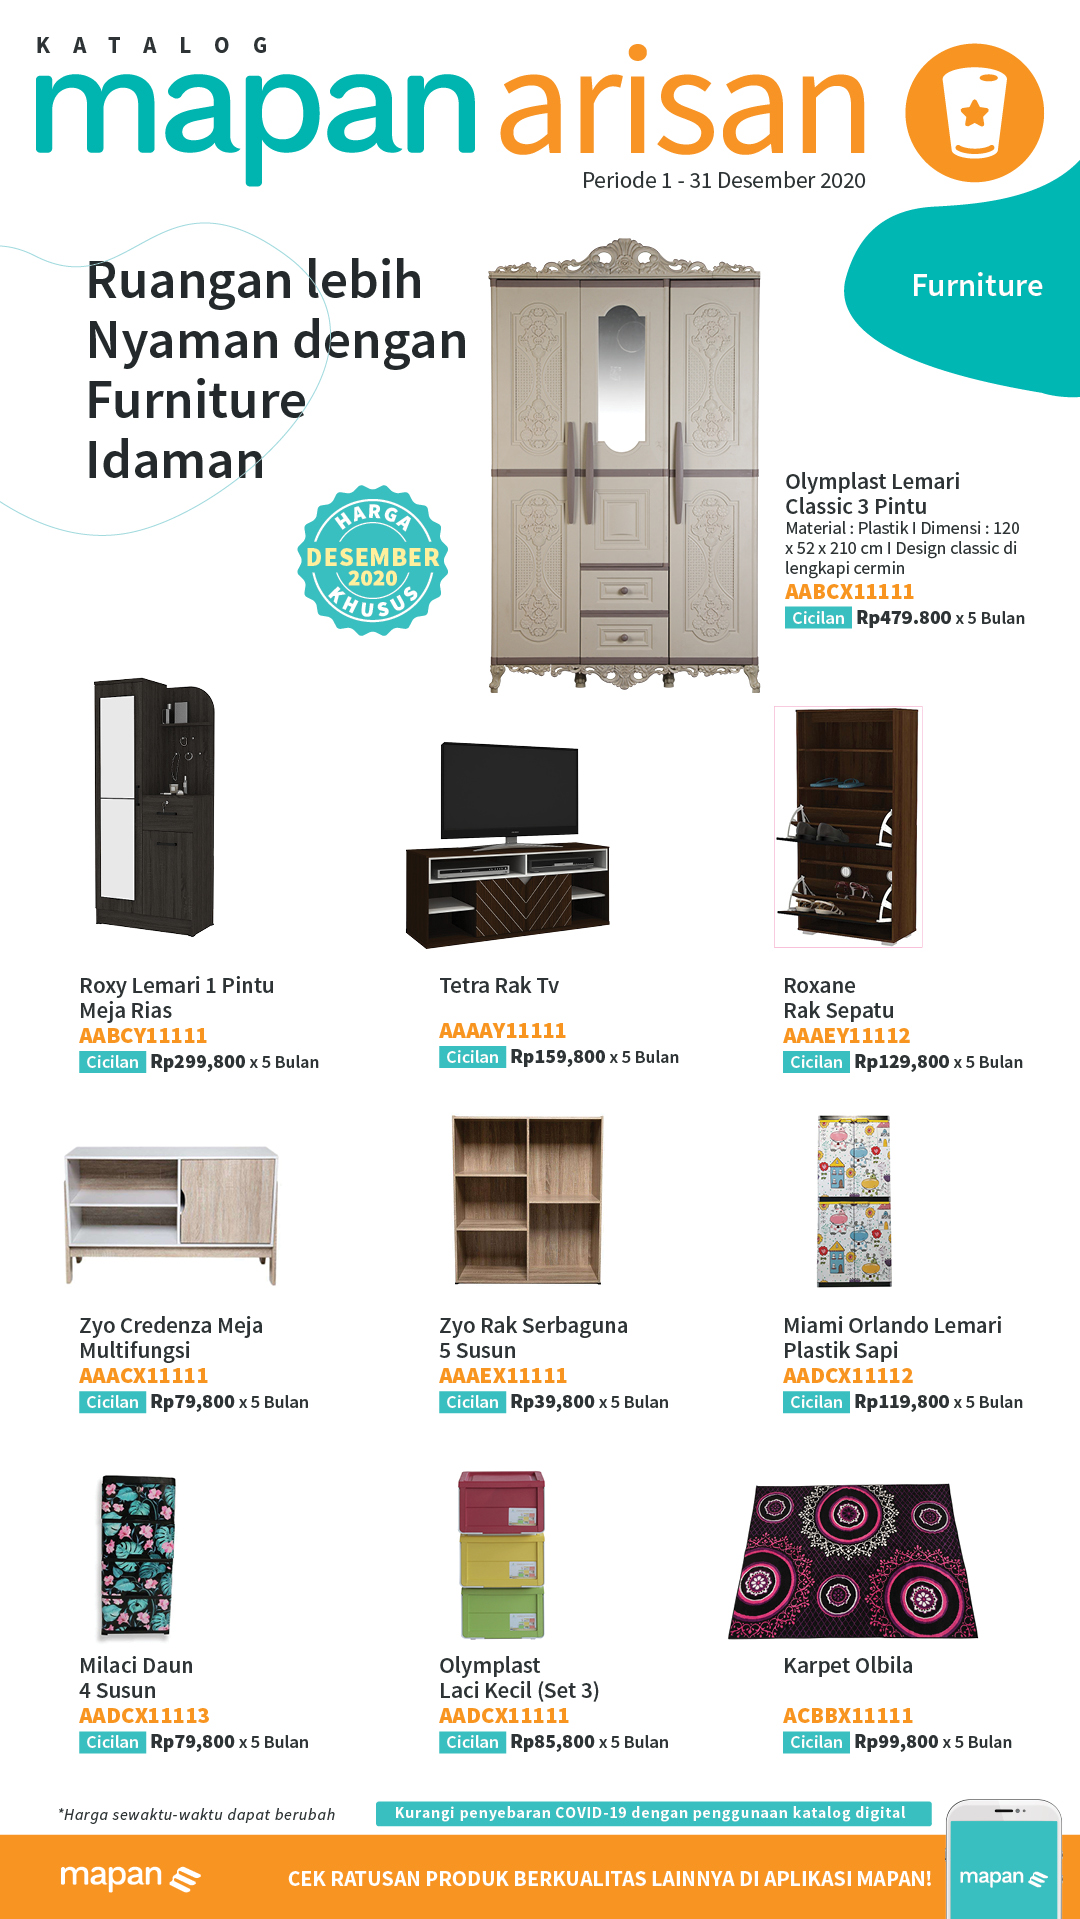 KATALOG
mapan arisan
Periode 1 - 31 Desember 2020
Furniture
Ruangan lebih
Nyaman dengan
Furniture
Idaman
HARGA
DESEMBER
2020
KHUSUS
Olymplast Lemari
Classic 3 Pintu
Material : Plastik I Dimensi : 120
x 52 x 210 cm I Design classic di
lengkapi cermin
AABCX11111
Cicilan Rp479.800 x 5 Bulan
Roxy Lemari 1 Pintu
Meja Rias
AABCY11111
Cicilan Rp299,800 x 5 Bulan
Tetra Rak Tv
AAAAY11111
Cicilan Rp159,800 x 5 Bulan
Roxane
Rak Sepatu
AAAEY11112
Cicilan Rp129,800 x 5 Bulan
Zyo Credenza Meja
Multifungsi
AAACX11111
Cicilan Rp79,800 x 5 Bulan
Zyo Rak Serbaguna
5 Susun
AAAEX11111
Cicilan Rp39,800 x 5 Bulan
Miami Orlando Lemari
Plastik Sapi
AADCX11112
Cicilan Rp119,800 x 5 Bulan
Milaci Daun
4 Susun
AADCX11113
Cicilan Rp79,800 x 5 Bulan
Olymplast
Laci Kecil (Set 3)
AADCX11111
Cicilan Rp85,800 x 5 Bulan
Karpet Olbila
ACBBX11111
Cicilan Rp99,800 x 5 Bulan
*Harga sewaktu-waktu dapat berubah
Kurangi penyebaran COVID-19 dengan penggunaan katalog digital
mapan
CEK RATUSAN PRODUK BERKUALITAS LAINNYA DI APLIKASI MAPAN!
mapan